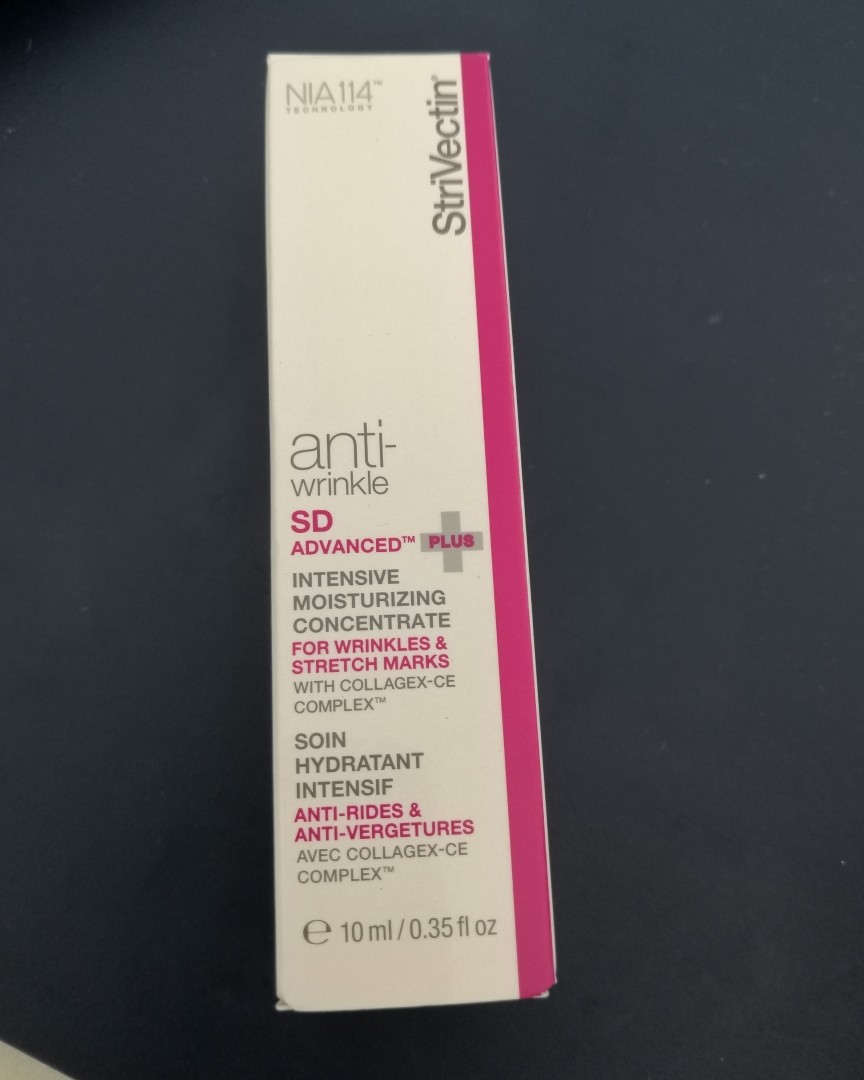 NIA114™
TECHNOLOGY
StriVectin®
anti-
wrinkle
SD
ADVANCED™ PLUS
INTENSIVE
MOISTURIZING
CONCENTRATE
FOR WRINKLES &
STRETCH MARKS
WITH COLLAGEX-CE
COMPLEX™
SOIN
HYDRATANT
INTENSIF
ANTI-RIDES &
ANTI-VERGETURES
AVEC COLLAGEX-CE
COMPLEX™
℮ 10 ml / 0.35 fl oz